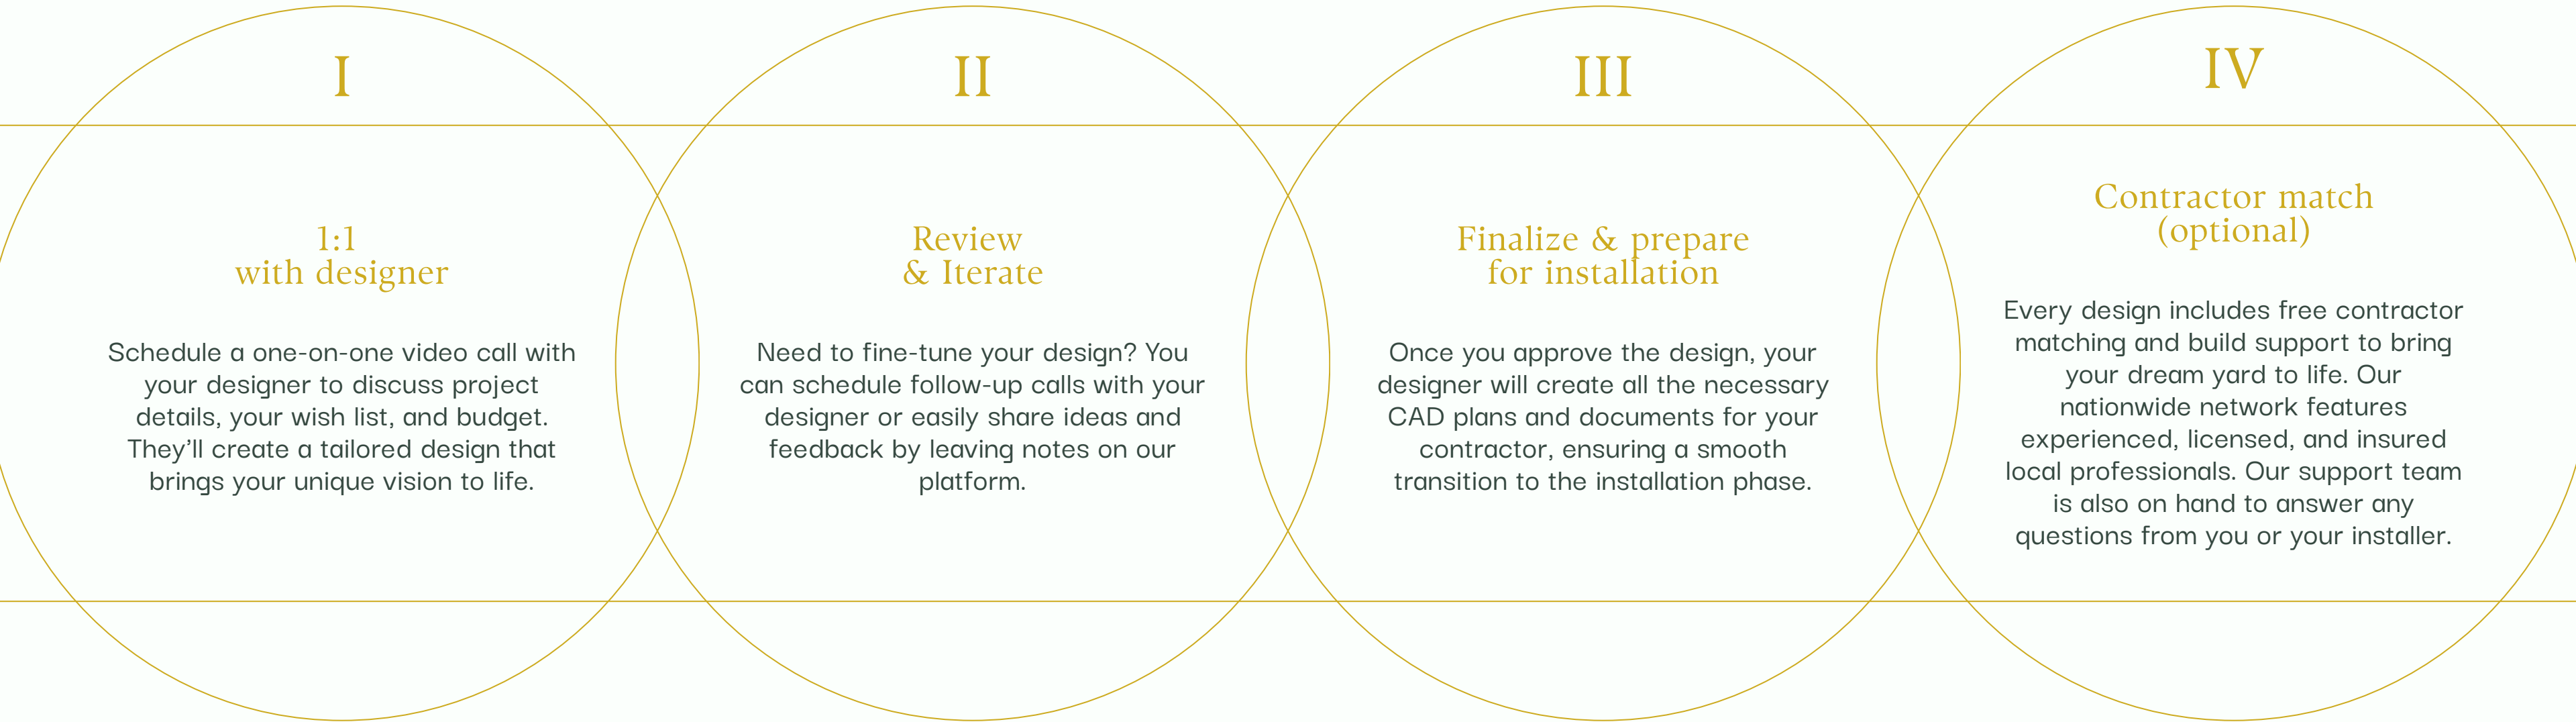 I
1:1
with designer
Schedule a one-on-one video call with
your designer to discuss project
details, your wish list, and budget.
They’ll create a tailored design that
brings your unique vision to life.
II
Review
& Iterate
Need to fine-tune your design? You
can schedule follow-up calls with your
designer or easily share ideas and
feedback by leaving notes on our
platform.
III
Finalize & prepare
for installation
Once you approve the design, your
designer will create all the necessary
CAD plans and documents for your
contractor, ensuring a smooth
transition to the installation phase.
IV
Contractor match
(optional)
Every design includes free contractor
matching and build support to bring
your dream yard to life. Our
nationwide network features
experienced, licensed, and insured
local professionals. Our support team
is also on hand to answer any
questions from you or your installer.